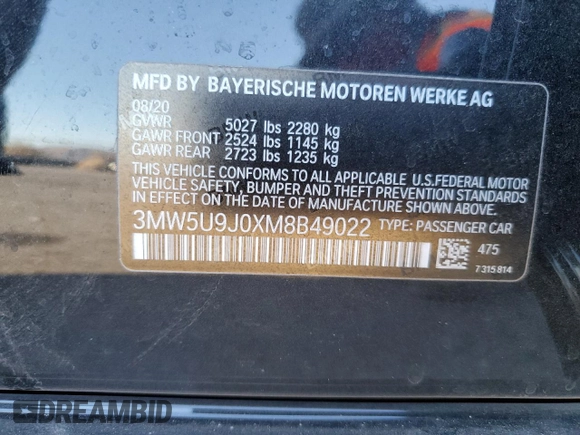 MFD BY BAYERISCHE MOTOREN WERKE AG
08/20
GVWR 5027 lbs 2280 kg
GAWR FRONT 2524 lbs 1145 kg
GAWR REAR 2723 lbs 1235 kg
THIS VEHICLE CONFORMS TO ALL APPLICABLE U.S.FEDERAL MOTOR
VEHICLE SAFETY, BUMPER AND THEFT PREVENTION STANDARDS
IN EFFECT ON THE DATE OF MANUFACTURE SHOWN ABOVE.
3MW5U9J0XM8B49022 TYPE: PASSENGER CAR
475
7315814
DREAMBID